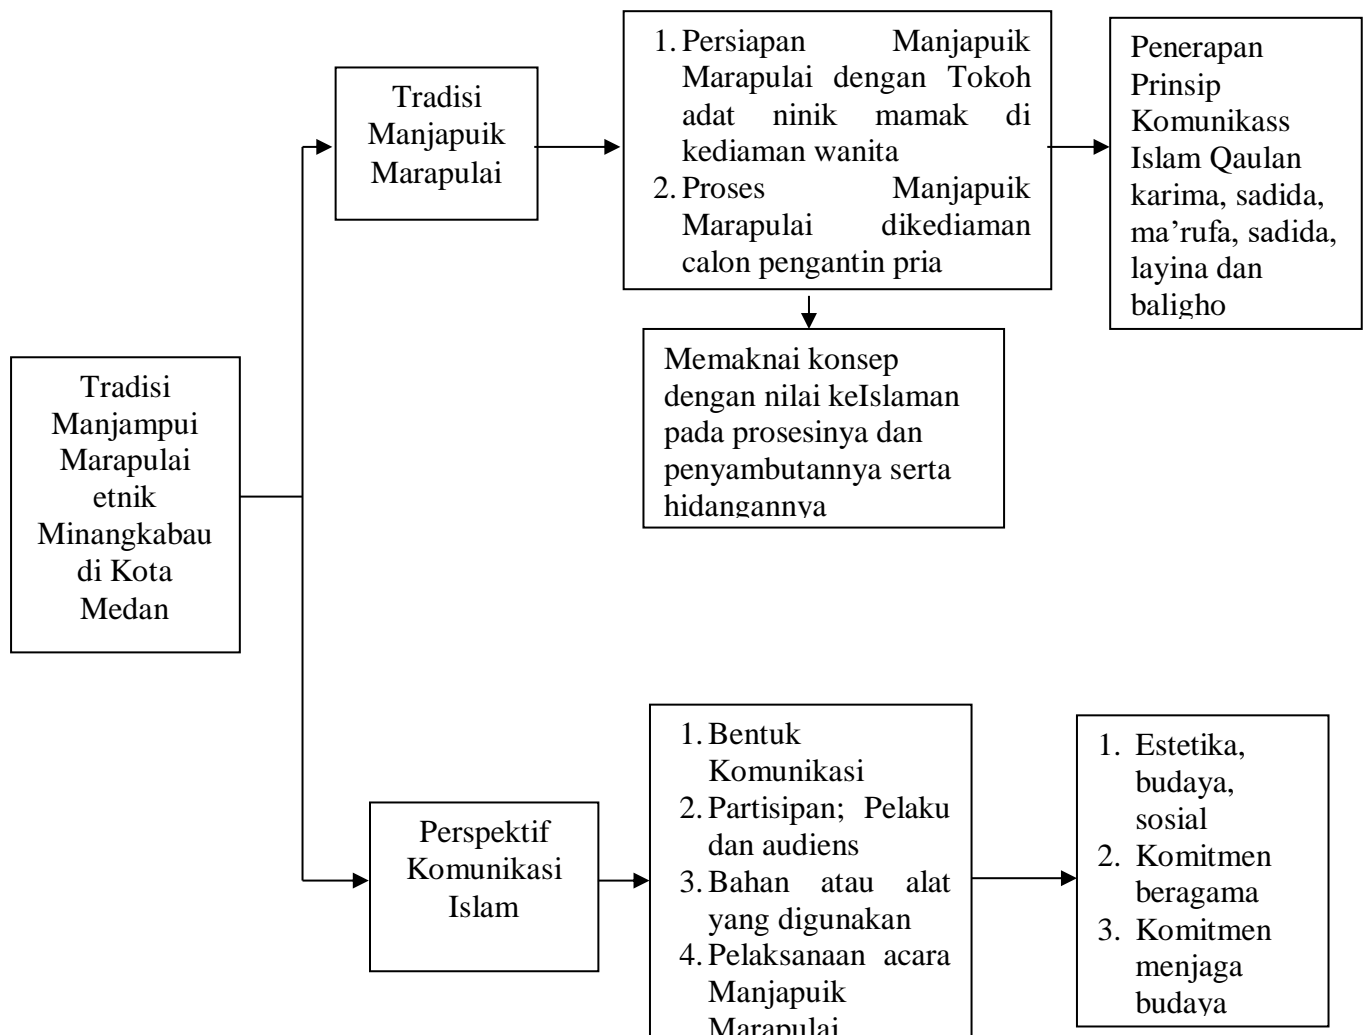 Tradisi
Manjampui
Marapulai
etnik
Minangkabau
di Kota
Medan
Tradisi
Manjapuik
Marapulai
1. Persiapan Manjapuik
Marapulai dengan Tokoh
adat ninik mamak di
kediaman wanita
2. Proses Manjapuik
Marapulai dikediaman
calon pengantin pria
Penerapan
Prinsip
Komunikass
Islam Qaulan
karima, sadida,
ma’rufa, sadida,
layina dan
baligho
Memaknai konsep
dengan nilai keIslaman
pada prosesinya dan
penyambutannya serta
hidangannya
Perspektif
Komunikasi
Islam
1. Bentuk
Komunikasi
2. Partisipan; Pelaku
dan audiens
3. Bahan atau alat
yang digunakan
4. Pelaksanaan acara
Manjapuik
Marapulai
1. Estetika,
budaya,
sosial
2. Komitmen
beragama
3. Komitmen
menjaga
budaya